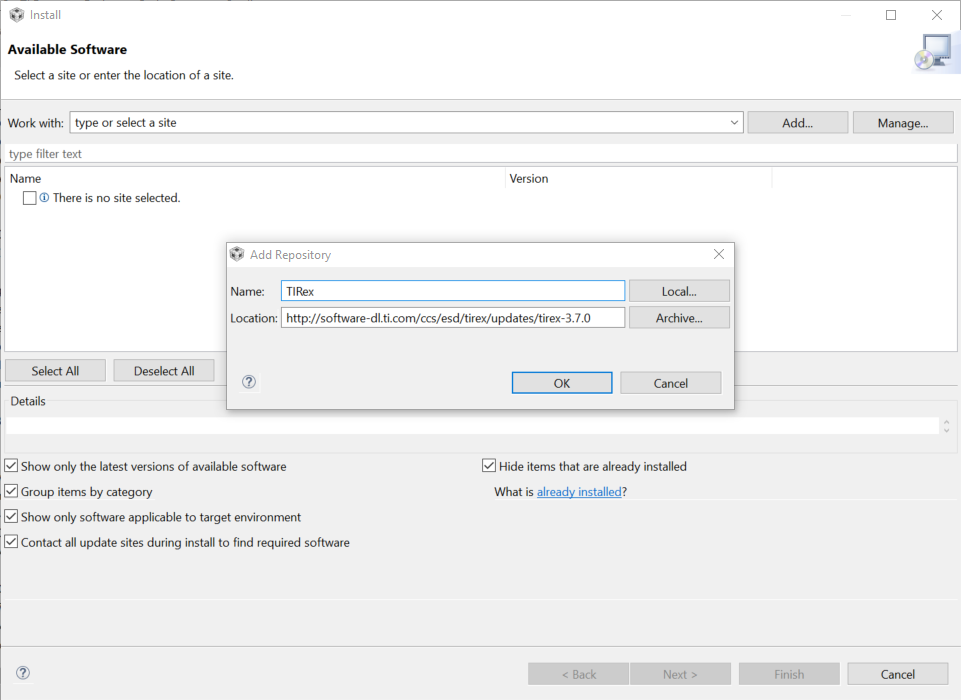 Install
Available Software
Select a site or enter the location of a site.
Work with: type or select a site Add... Manage...
type filter text
Name Version
There is no site selected.
Add Repository
Name: TIRex Local...
Location: http://software-dl.ti.com/ccs/esd/tirex/updates/tirex-3.7.0 Archive...
OK Cancel
Select All Deselect All
Details
Show only the latest versions of available software Hide items that are already installed
Group items by category What is already installed?
Show only software applicable to target environment
Contact all update sites during install to find required software
< Back Next > Finish Cancel